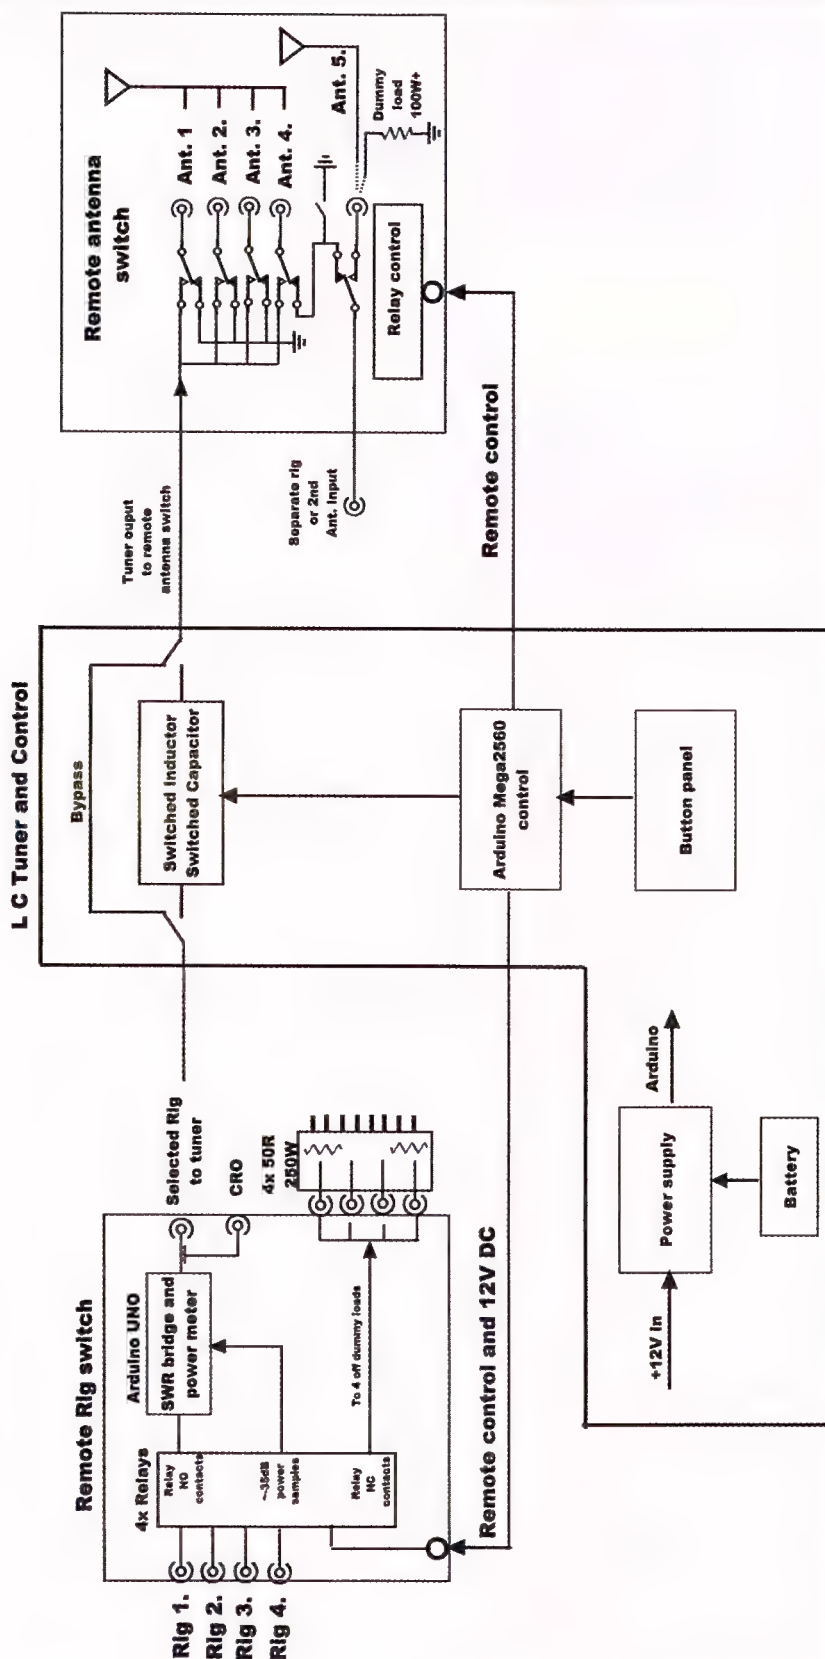 Remote Rig switch
Rig 1.
Rig 2.
Rig 3.
Rig 4.
4x Relays
Relay
NO
contacts
~-35dB
power
samples
Relay
NC
contacts
Arduino UNO
SWR bridge and
power meter
To 4 off dummy loads
Selected Rig
to tuner
CRO
4x 50R
250W
Remote control and 12V DC
L C Tuner and Control
Bypass
Switched Inductor
Switched Capacitor
Arduino Mega2560
control
Button panel
+12V in
Power supply
Arduino
Battery
Tuner ouput
to remote
antenna switch
Separate rig
or 2nd
Ant. Input
Remote control
Remote antenna
switch
Ant. 1
Ant. 2.
Ant. 3.
Ant. 4.
Ant. 5.
Dummy
load
100W+
Relay control